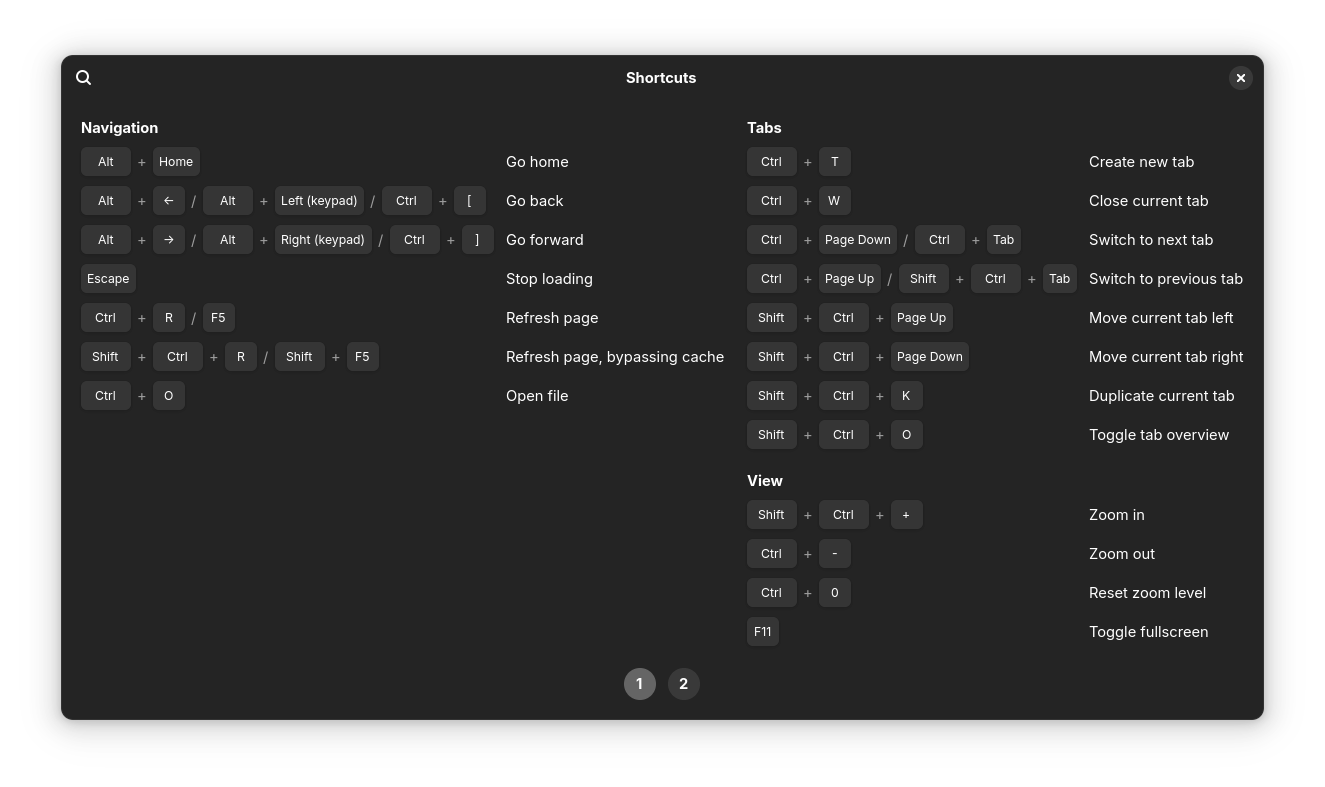 Shortcuts
Navigation
Alt + Home Go home
Alt + ← / Alt + Left (keypad) / Ctrl + [ Go back
Alt + → / Alt + Right (keypad) / Ctrl + ] Go forward
Escape Stop loading
Ctrl + R / F5 Refresh page
Shift + Ctrl + R / Shift + F5 Refresh page, bypassing cache
Ctrl + O Open file
Tabs
Ctrl + T Create new tab
Ctrl + W Close current tab
Ctrl + Page Down / Ctrl + Tab Switch to next tab
Ctrl + Page Up / Shift + Ctrl + Tab Switch to previous tab
Shift + Ctrl + Page Up Move current tab left
Shift + Ctrl + Page Down Move current tab right
Shift + Ctrl + K Duplicate current tab
Shift + Ctrl + O Toggle tab overview
View
Shift + Ctrl + + Zoom in
Ctrl + - Zoom out
Ctrl + 0 Reset zoom level
F11 Toggle fullscreen
1 2